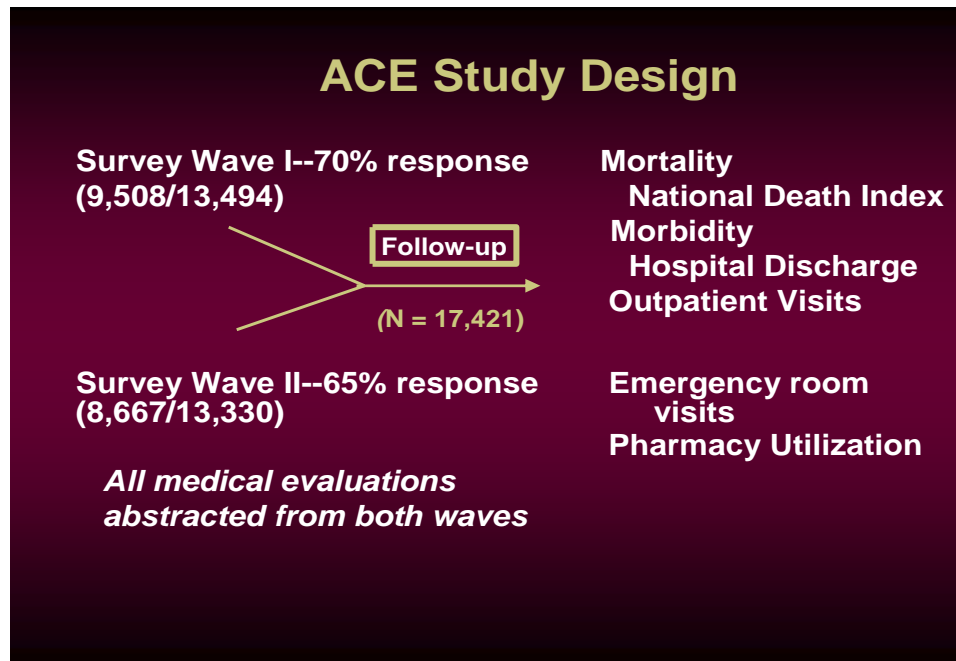 ACE Study Design
Survey Wave I--70% response
(9,508/13,494)
Follow-up
(N = 17,421)
Survey Wave II--65% response
(8,667/13,330)
All medical evaluations
abstracted from both waves
Mortality
National Death Index
Morbidity
Hospital Discharge
Outpatient Visits
Emergency room
visits
Pharmacy Utilization